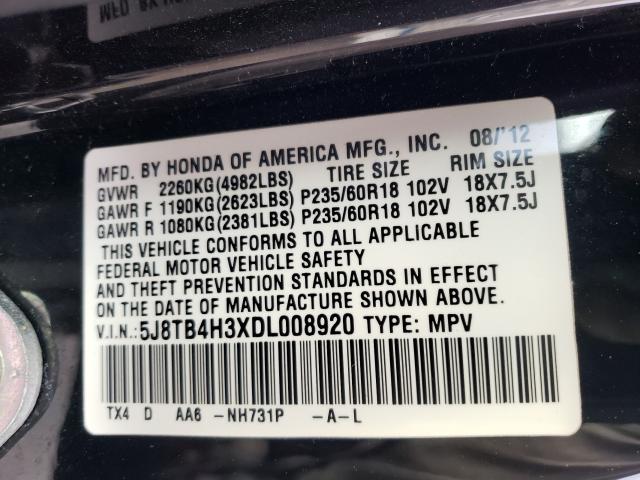 MFD. BY HONDA OF AMERICA MFG., INC. 08/'12
GVWR 2260KG(4982LBS) TIRE SIZE RIM SIZE
GAWR F 1190KG(2623LBS) P235/60R18 102V 18X7.5J
GAWR R 1080KG(2381LBS) P235/60R18 102V 18X7.5J
THIS VEHICLE CONFORMS TO ALL APPLICABLE
FEDERAL MOTOR VEHICLE SAFETY
AND THEFT PREVENTION STANDARDS IN EFFECT
ON THE DATE OF MANUFACTURE SHOWN ABOVE.
V.I.N.: 5J8TB4H3XDL008920 TYPE: MPV
TX4 D AA6 -NH731P -A-L